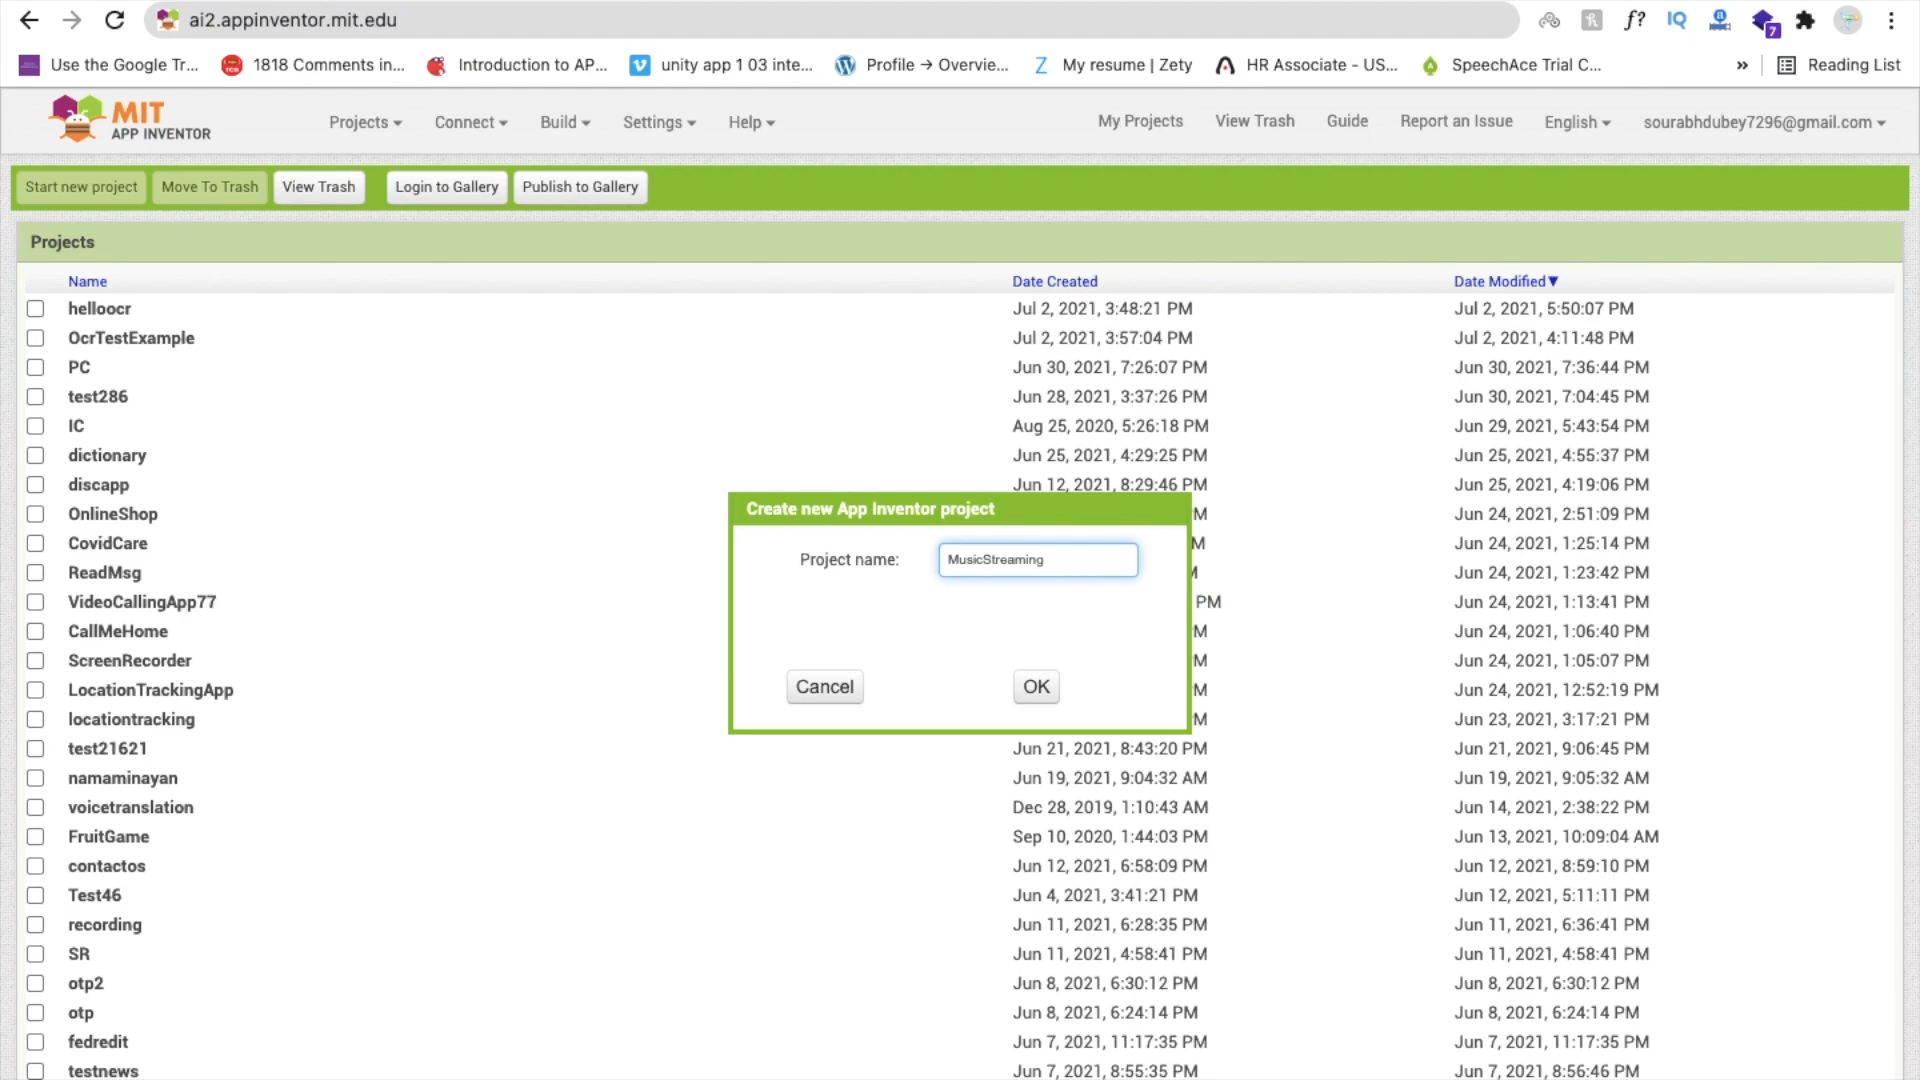 ai2.appinventor.mit.edu
f?
IQ
7
Use the Google Tr... 1818 Comments in... Introduction to AP... unity app 1 03 inte... Profile → Overvie... Z My resume | Zety HR Associate - US... SpeechAce Trial C... » Reading List
MIT
APP INVENTOR
Projects Connect Build Settings Help My Projects View Trash Guide Report an Issue English sourabhdubey7296@gmail.com
Start new project Move To Trash View Trash Login to Gallery Publish to Gallery
Projects
Name Date Created Date Modified▼
helloocr Jul 2, 2021, 3:48:21 PM Jul 2, 2021, 5:50:07 PM
OcrTestExample Jul 2, 2021, 3:57:04 PM Jul 2, 2021, 4:11:48 PM
PC Jun 30, 2021, 7:26:07 PM Jun 30, 2021, 7:36:44 PM
test286 Jun 28, 2021, 3:37:26 PM Jun 30, 2021, 7:04:45 PM
IC Aug 25, 2020, 5:26:18 PM Jun 29, 2021, 5:43:54 PM
dictionary Jun 25, 2021, 4:29:25 PM Jun 25, 2021, 4:55:37 PM
discapp Jun 12, 2021, 8:29:46 PM Jun 25, 2021, 4:19:06 PM
OnlineShop M Jun 24, 2021, 2:51:09 PM
CovidCare M Jun 24, 2021, 1:25:14 PM
ReadMsg Jun 24, 2021, 1:23:42 PM
VideoCallingApp77 PM Jun 24, 2021, 1:13:41 PM
CallMeHome M Jun 24, 2021, 1:06:40 PM
ScreenRecorder M Jun 24, 2021, 1:05:07 PM
LocationTrackingApp M Jun 24, 2021, 12:52:19 PM
locationtracking M Jun 23, 2021, 3:17:21 PM
test21621 Jun 21, 2021, 8:43:20 PM Jun 21, 2021, 9:06:45 PM
namaminayan Jun 19, 2021, 9:04:32 AM Jun 19, 2021, 9:05:32 AM
voicetranslation Dec 28, 2019, 1:10:43 AM Jun 14, 2021, 2:38:22 PM
FruitGame Sep 10, 2020, 1:44:03 PM Jun 13, 2021, 10:09:04 AM
contactos Jun 12, 2021, 6:58:09 PM Jun 12, 2021, 8:59:10 PM
Test46 Jun 4, 2021, 3:41:21 PM Jun 12, 2021, 5:11:11 PM
recording Jun 11, 2021, 6:28:35 PM Jun 11, 2021, 6:36:41 PM
SR Jun 11, 2021, 4:58:41 PM Jun 11, 2021, 4:58:41 PM
otp2 Jun 8, 2021, 6:30:12 PM Jun 8, 2021, 6:30:12 PM
otp Jun 8, 2021, 6:24:14 PM Jun 8, 2021, 6:24:14 PM
fedredit Jun 7, 2021, 11:17:35 PM Jun 7, 2021, 11:17:35 PM
testnews Jun 7, 2021, 8:55:35 PM Jun 7, 2021, 8:56:46 PM
Create new App Inventor project
Project name: MusicStreaming
Cancel OK